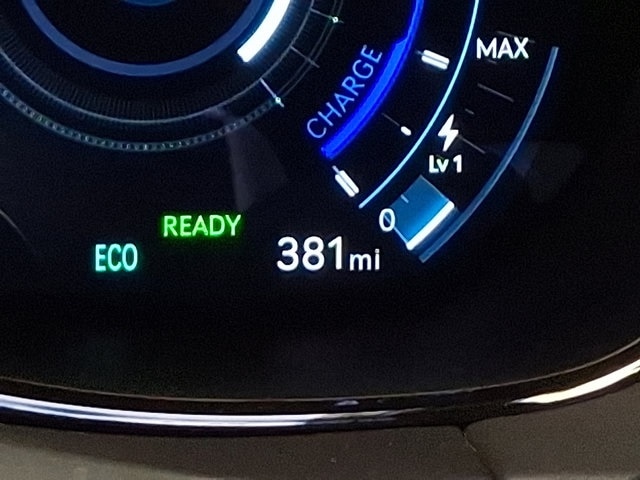 MAX
CHARGE
Lv 1
0
READY
381mi
ECO